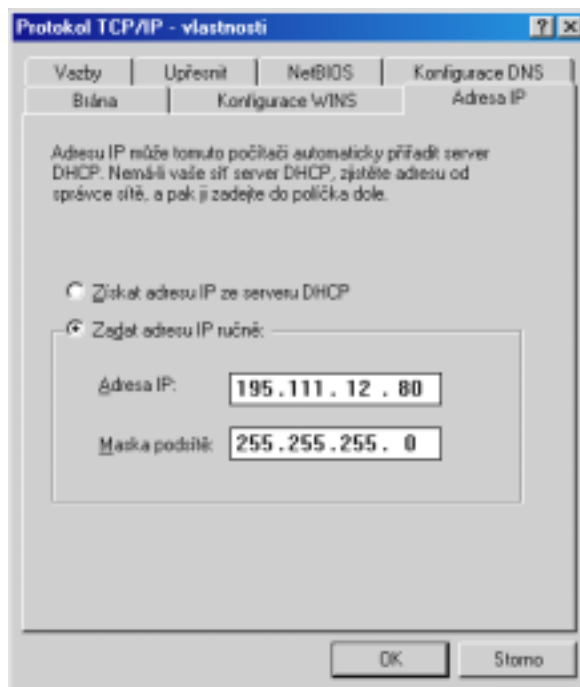 Protokol TCP/IP - vlastnosti
Vazby Upřesnit NetBIOS Konfigurace DNS
Brána Konfigurace WINS Adresa IP
Adresu IP může tomuto počítači automaticky přiřadit server
DHCP. Nemá-li vaše síť server DHCP, zjistěte adresu od
správce sítě, a pak ji zadejte do políčka dole.
Získat adresu IP ze serveru DHCP
Zadat adresu IP ručně:
Adresa IP: 195.111.12.80
Maska podsítě: 255.255.255.0
OK Storno